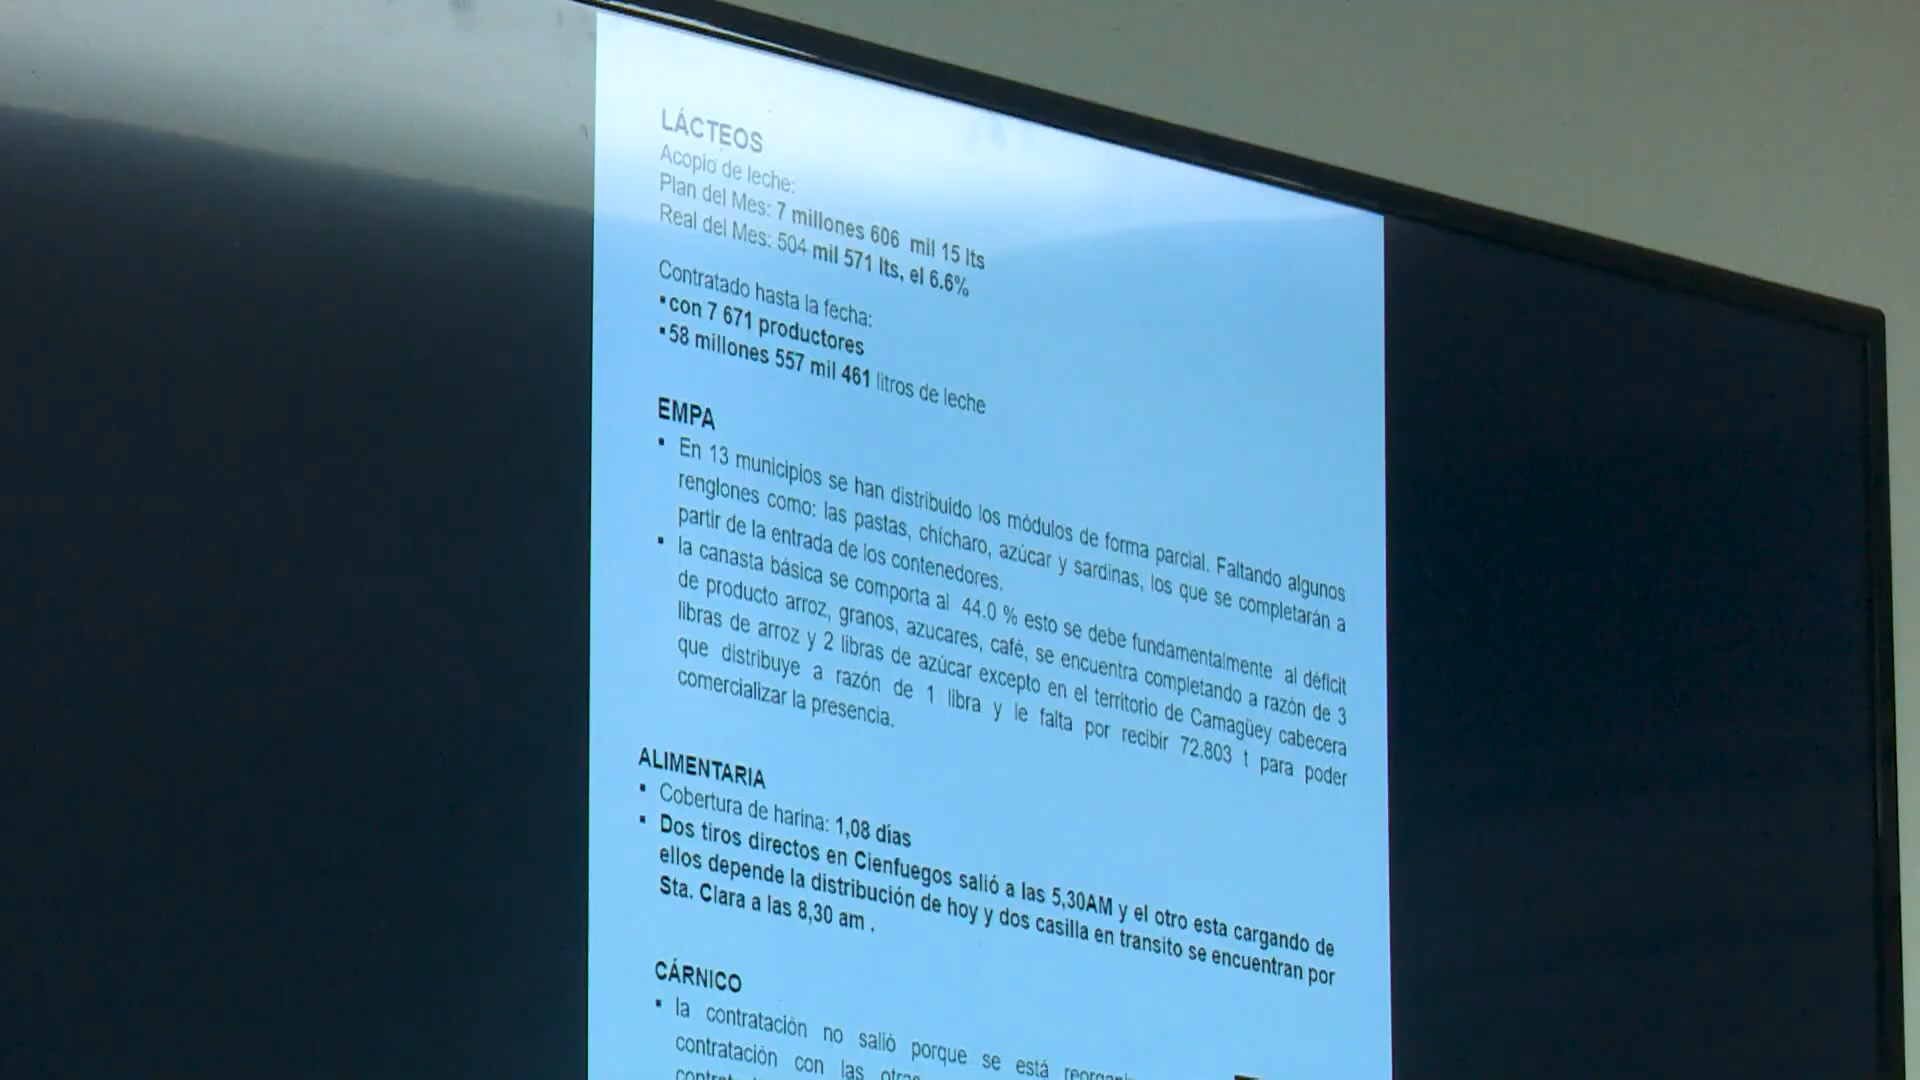 LÁCTEOS
Acopio de leche:
Plan del Mes: 7 millones 606 mil 15 lts
Real del Mes: 504 mil 571 lts, el 6.6%
Contratado hasta la fecha:
▪con 7 671 productores
▪58 millones 557 mil 461 litros de leche
EMPA
▪ En 13 municipios se han distribuido los módulos de forma parcial. Faltando algunos
renglones como: las pastas, chícharo, azúcar y sardinas, los que se completarán a
partir de la entrada de los contenedores.
▪ la canasta básica se comporta al 44.0 % esto se debe fundamentalmente al déficit
de producto arroz, granos, azucares, café, se encuentra completando a razón de 3
libras de arroz y 2 libras de azúcar excepto en el territorio de Camagüey cabecera
que distribuye a razón de 1 libra y le falta por recibir 72.803 t para poder
comercializar la presencia.
ALIMENTARIA
▪ Cobertura de harina: 1,08 días
▪ Dos tiros directos en Cienfuegos salió a las 5,30AM y el otro esta cargando de
ellos depende la distribución de hoy y dos casilla en transito se encuentran por
Sta. Clara a las 8,30 am .
CÁRNICO
▪ la contratación no salió porque se está
contratación con las